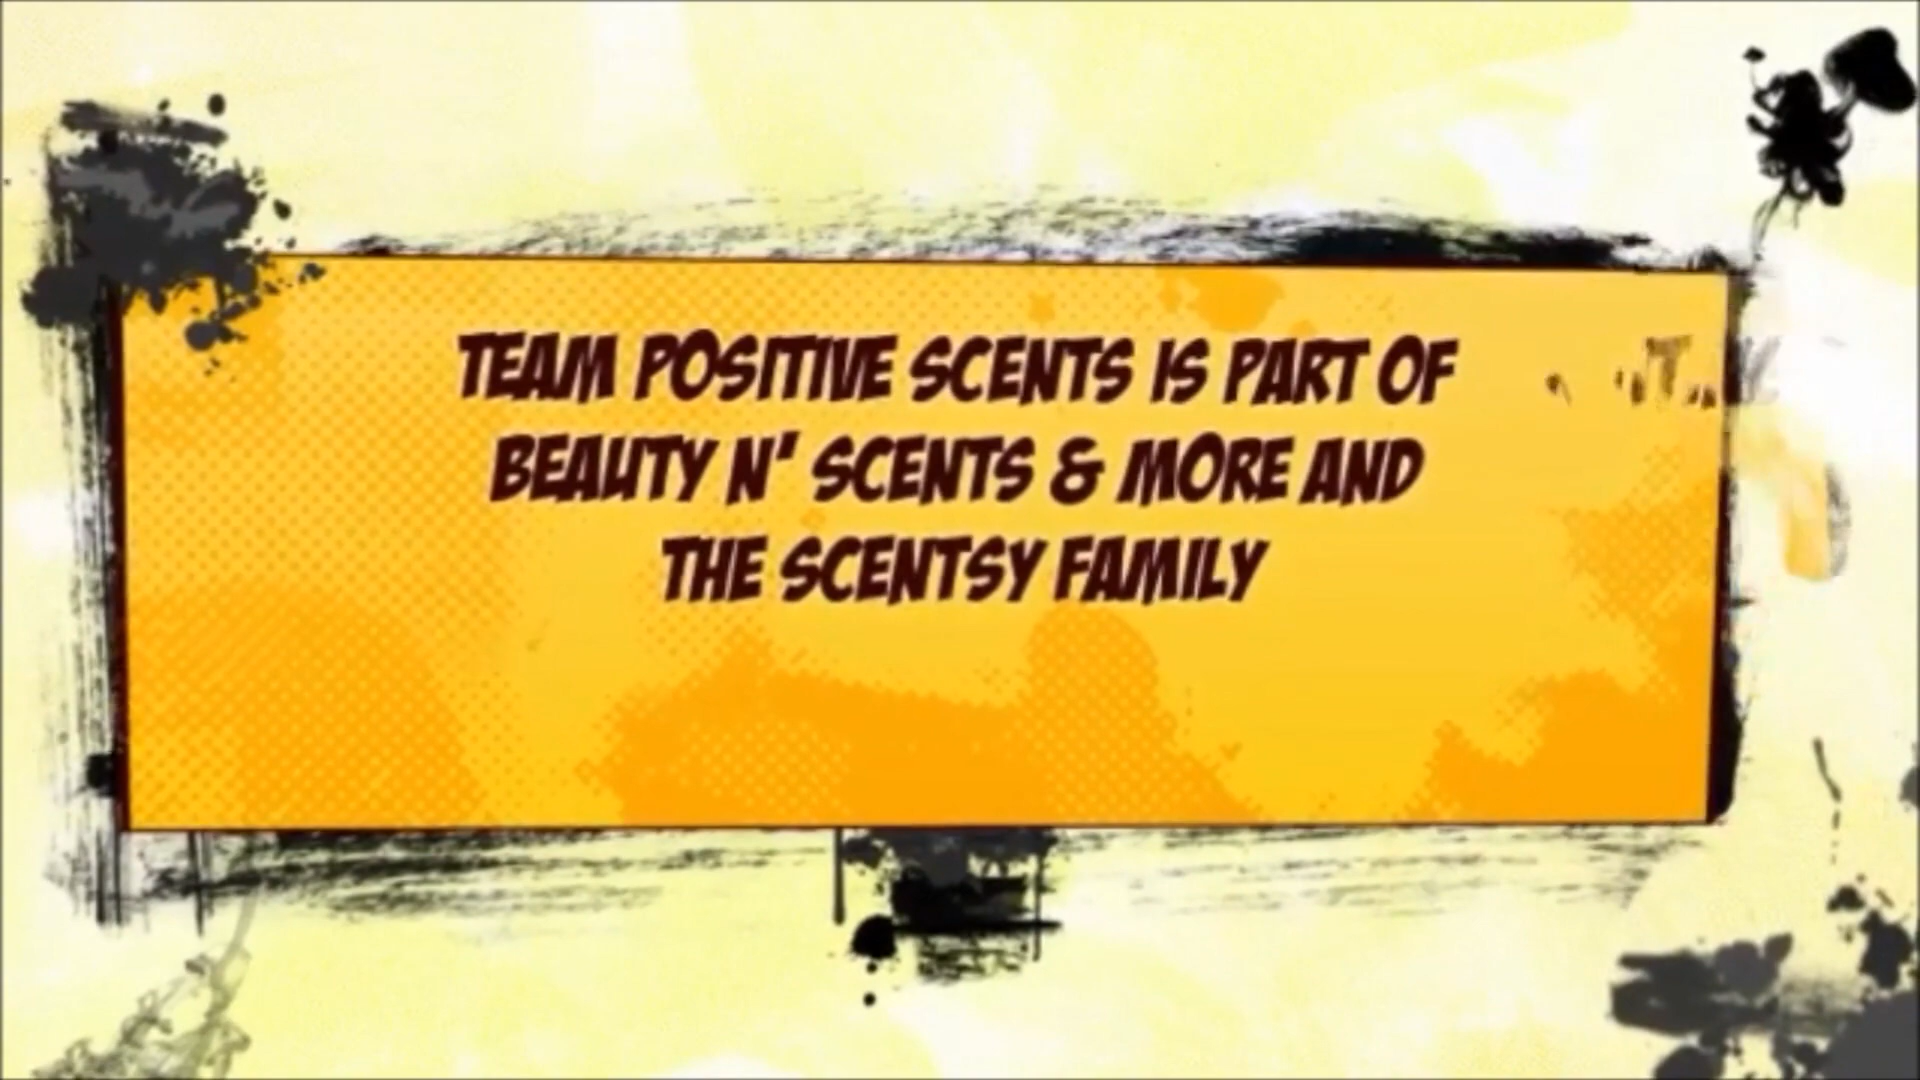 TEAM POSITIVE SCENTS IS PART OF
BEAUTY N' SCENTS & MORE AND
THE SCENTSY FAMILY